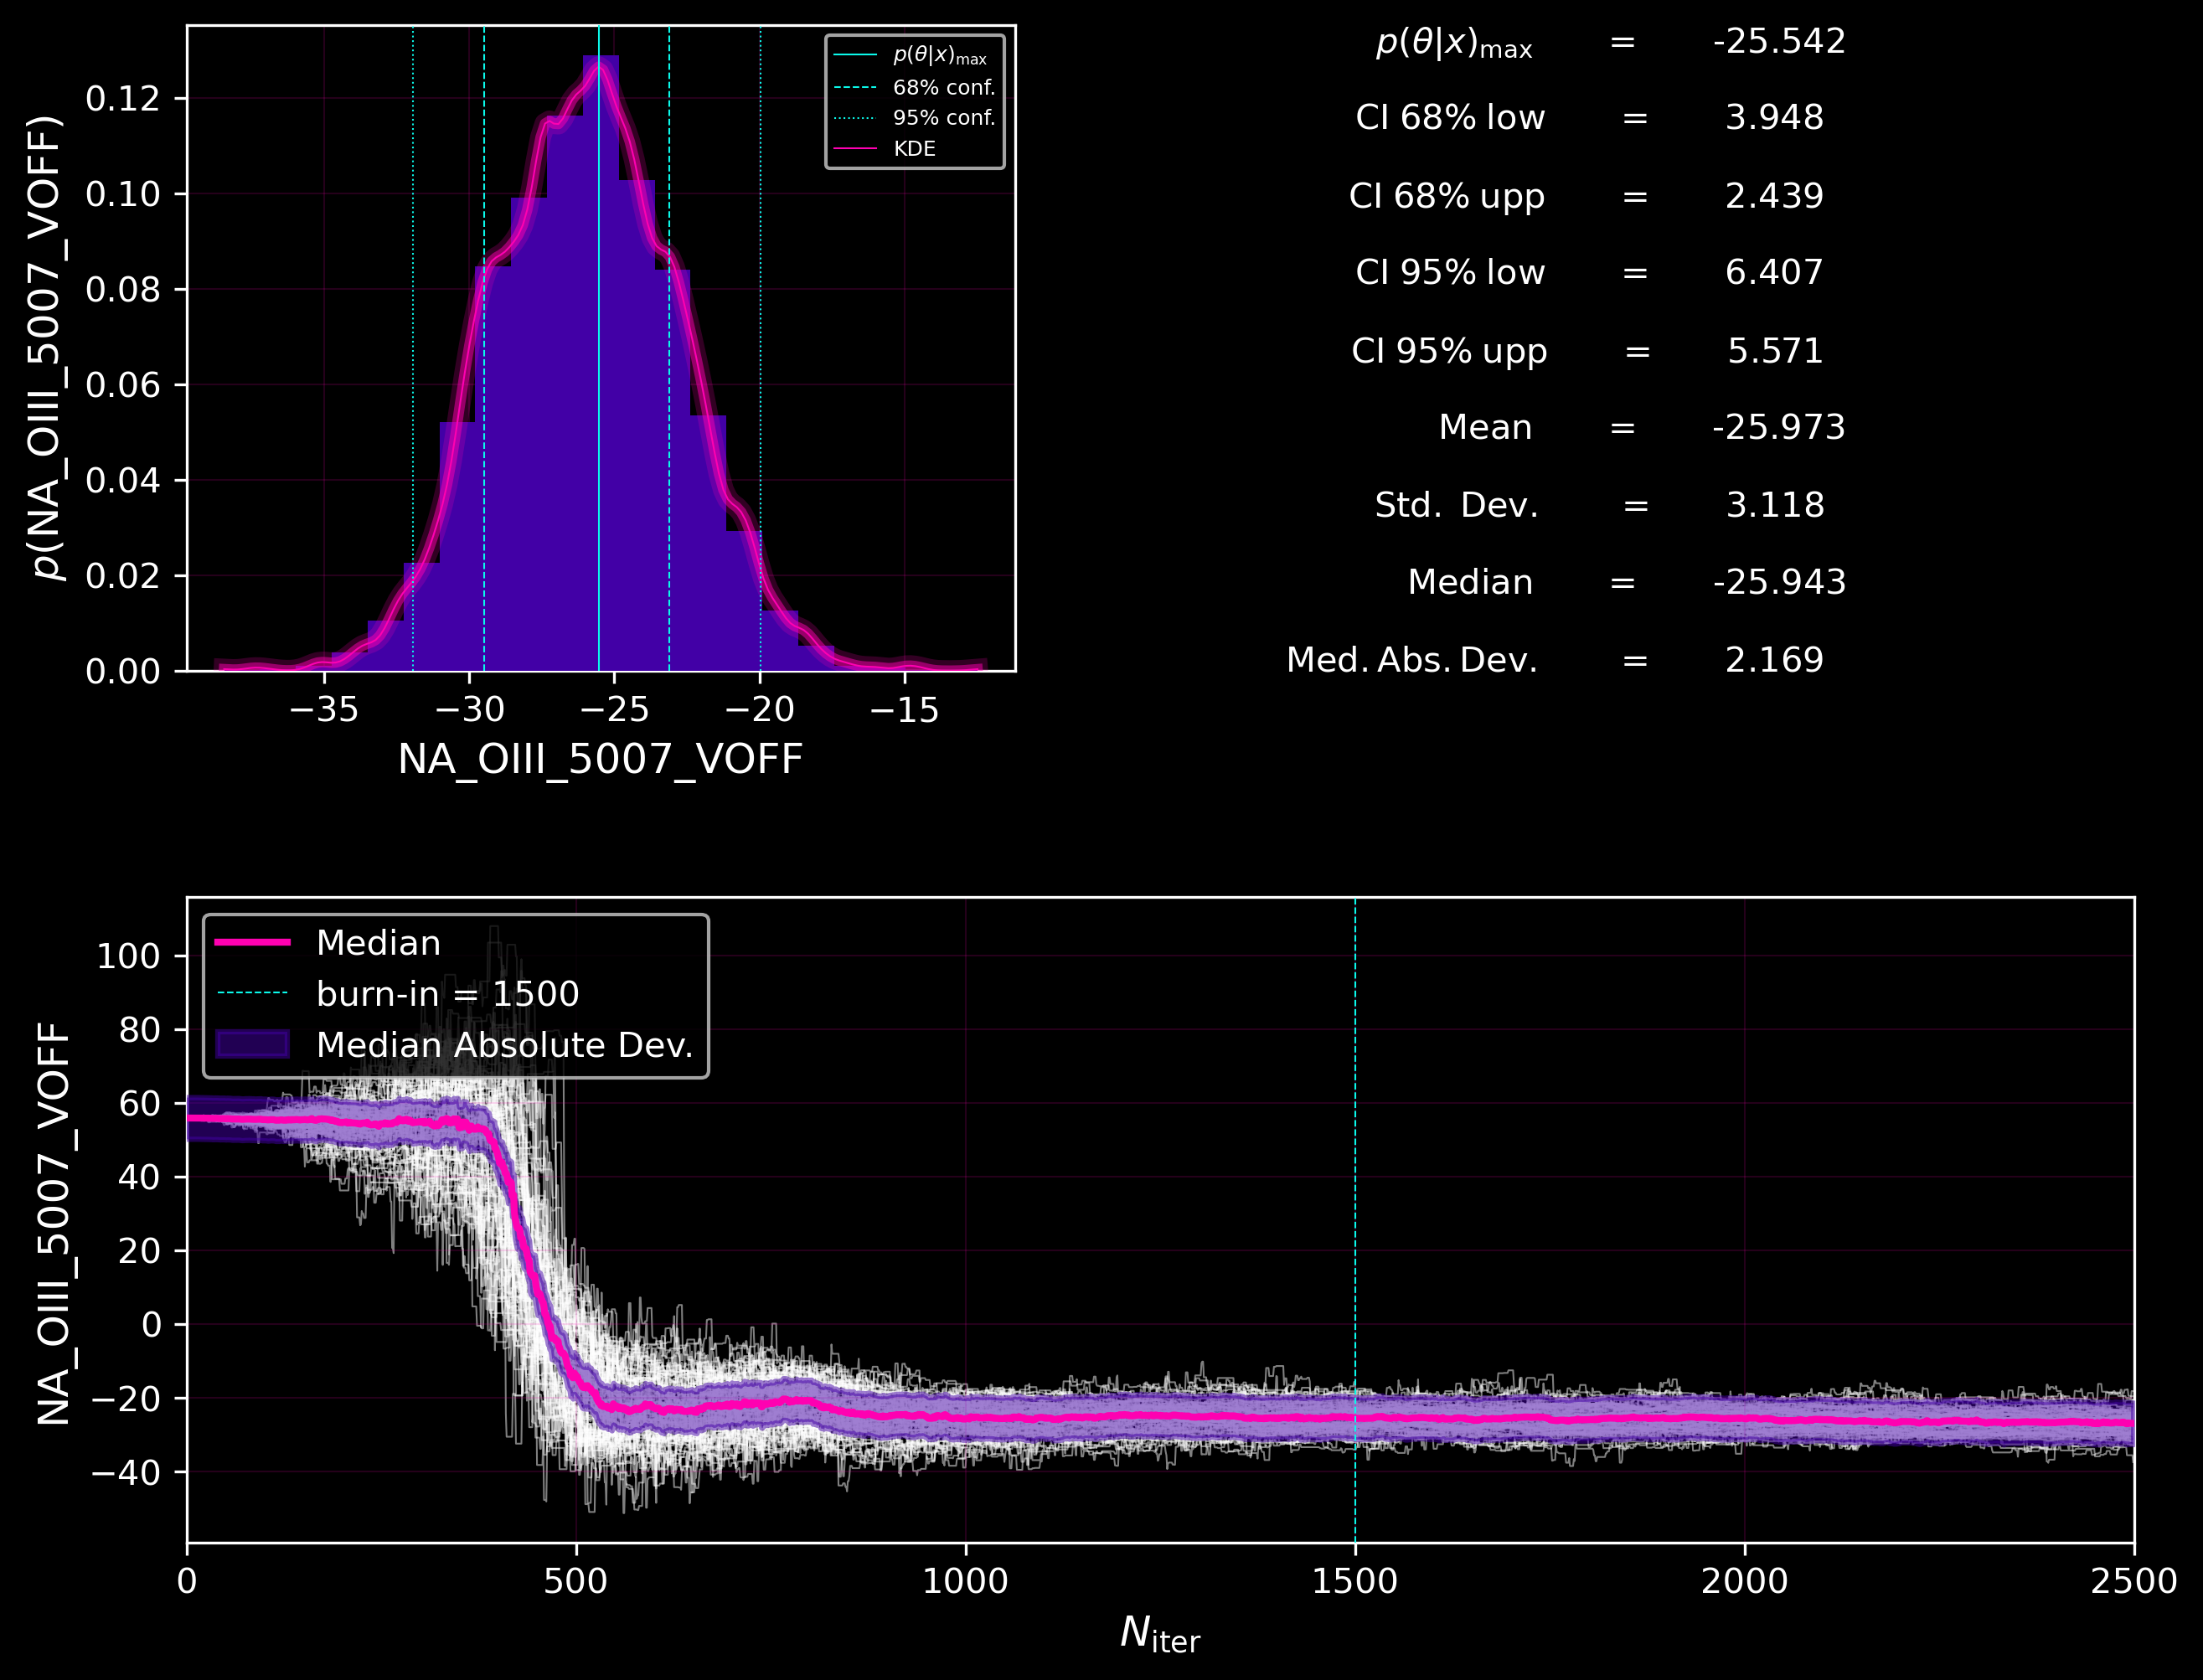 p(NA_OIII_5007_VOFF)
0.12
0.10
0.08
0.06
0.04
0.02
0.00
−35 −30 −25 −20 −15
NA_OIII_5007_VOFF
p(θ|x)max
68% conf.
95% conf.
KDE
p(θ|x)max = -25.542
CI 68% low = 3.948
CI 68% upp = 2.439
CI 95% low = 6.407
CI 95% upp = 5.571
Mean = -25.973
Std. Dev. = 3.118
Median = -25.943
Med. Abs. Dev. = 2.169
NA_OIII_5007_VOFF
100
80
60
40
20
0
−20
−40
Median
burn-in = 1500
Median Absolute Dev.
0 500 1000 1500 2000 2500
Niter